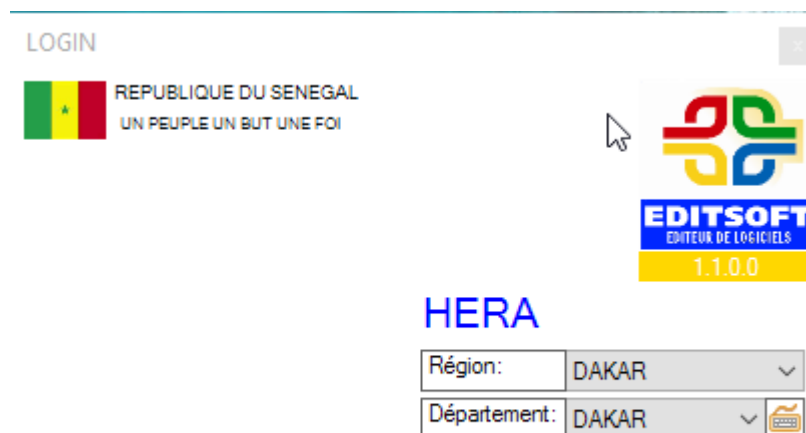 LOGIN
x
REPUBLIQUE DU SENEGAL
UN PEUPLE UN BUT UNE FOI
EDITSOFT
EDITEUR DE LOGICIELS
1.1.0.0
HERA
Région: DAKAR
Département: DAKAR